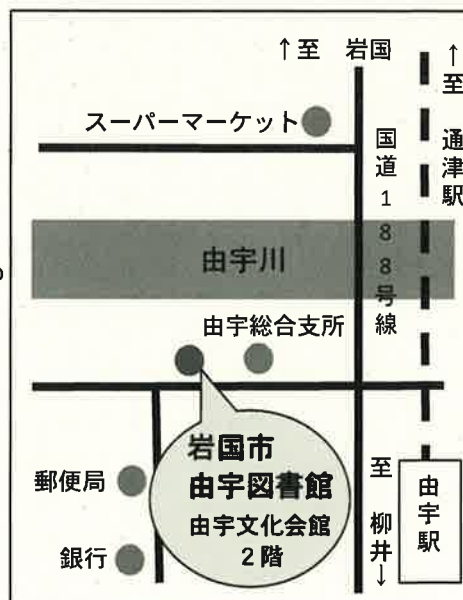 ↑至 岩国
↑至 通津駅
スーパーマーケット
国道188号線
由宇川
由宇総合支所
岩国市
由宇図書館
由宇文化会館
2階
郵便局
銀行
至 柳井↓
由宇駅